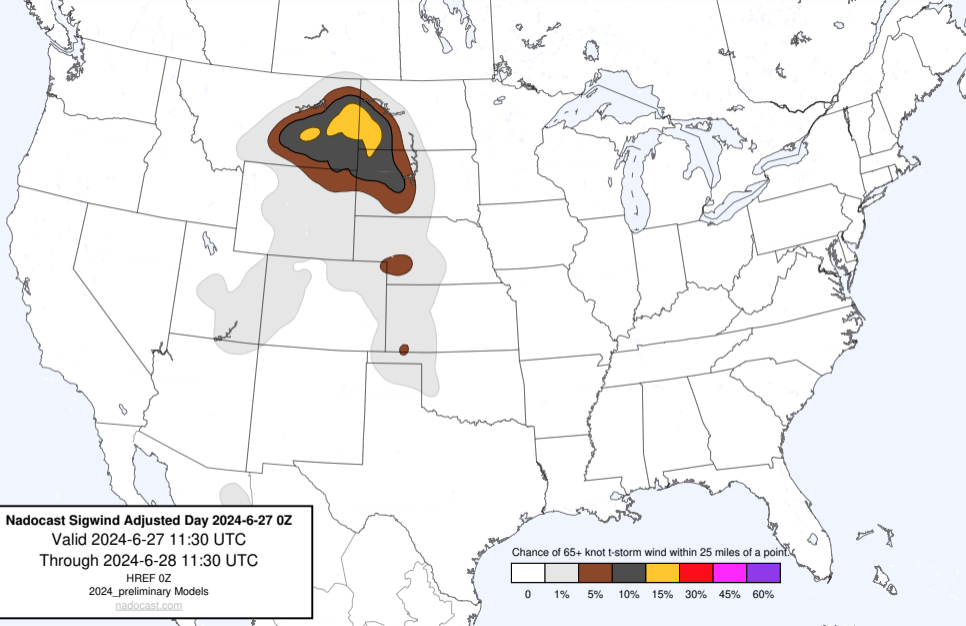 Nadocast Sigwind Adjusted Day 2024-6-27 0Z
Valid 2024-6-27 11:30 UTC
Through 2024-6-28 11:30 UTC
HREF 0Z
2024_preliminary Models
nadocast.com
Chance of 65+ knot t-storm wind within 25 miles of a point.
0 1% 5% 10% 15% 30% 45% 60%